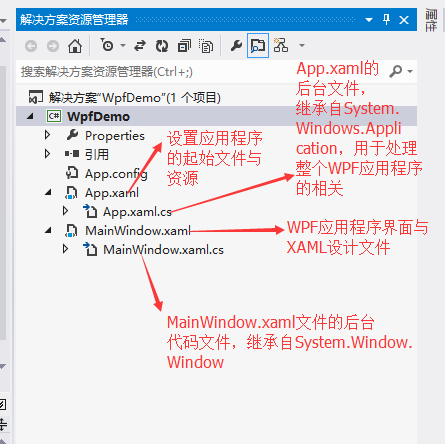 解决方案资源管理器
属性
搜索解决方案资源管理器(Ctrl+;)
解决方案"WpfDemo"(1 个项目)
C# WpfDemo
Properties
引用
App.config
App.xaml
App.xaml.cs
MainWindow.xaml
MainWindow.xaml.cs
App.xaml的
后台文件，
继承自System.
Windows.Appl
ication，用于处理
整个WPF应用程序
的相关
设置应用程序
的起始文件与
资源
WPF应用程序界面与
XAML设计文件
MainWindow.xaml文件的后台
代码文件，继承自System.Window.
Window